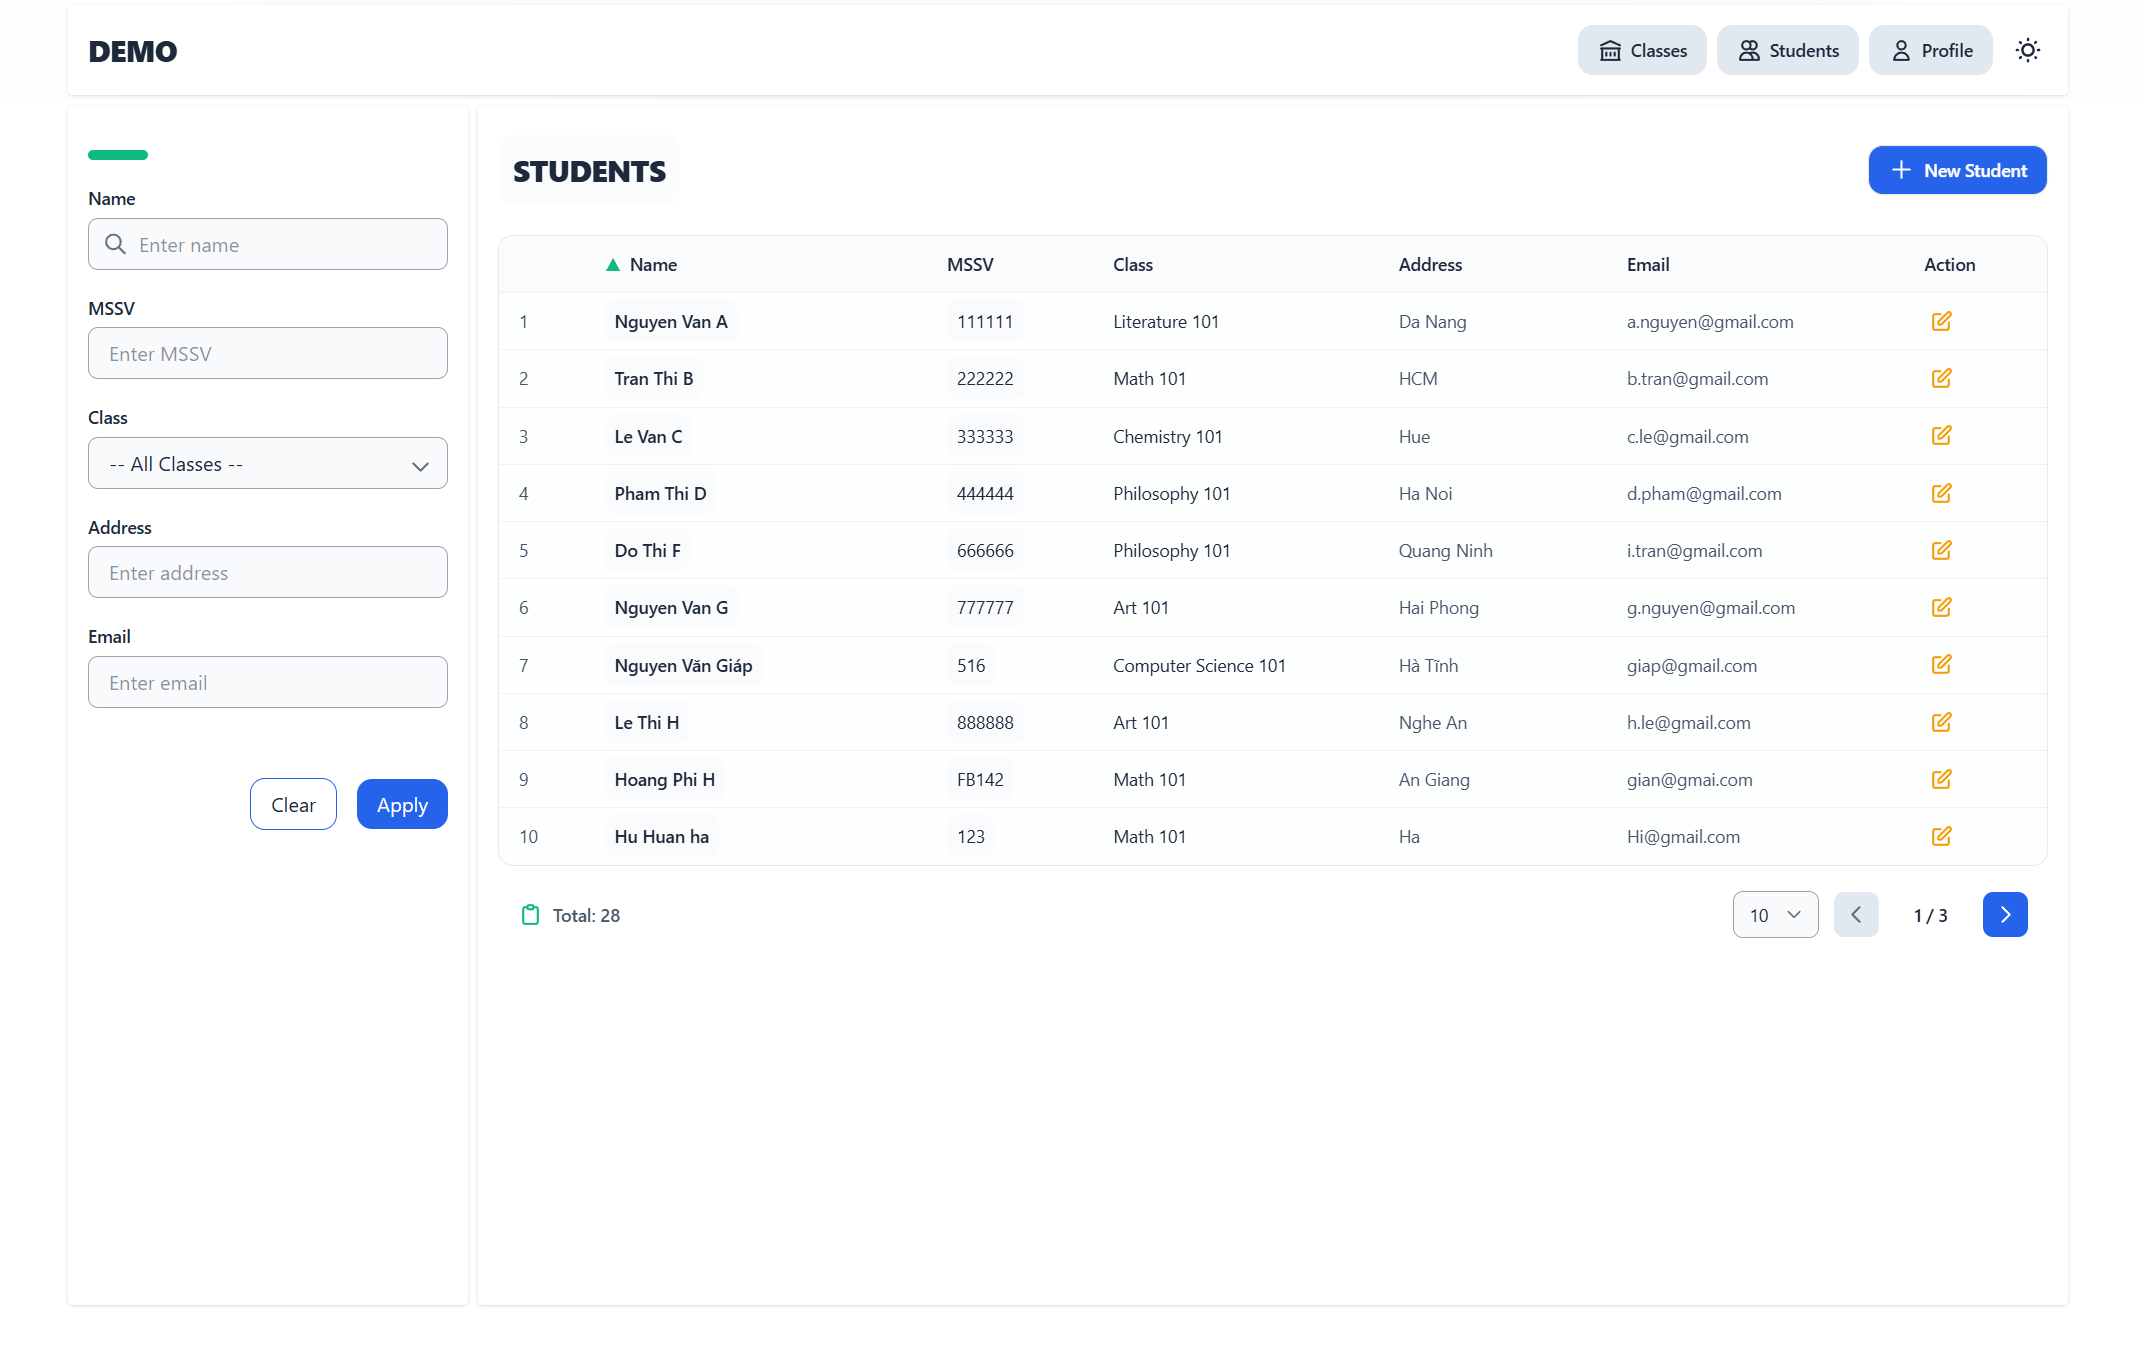 DEMO
Classes
Students
Profile
Name
Enter name
MSSV
Enter MSSV
Class
-- All Classes --
Address
Enter address
Email
Enter email
Clear
Apply
STUDENTS
New Student
Name MSSV Class Address Email Action
1 Nguyen Van A 111111 Literature 101 Da Nang a.nguyen@gmail.com
2 Tran Thi B 222222 Math 101 HCM b.tran@gmail.com
3 Le Van C 333333 Chemistry 101 Hue c.le@gmail.com
4 Pham Thi D 444444 Philosophy 101 Ha Noi d.pham@gmail.com
5 Do Thi F 666666 Philosophy 101 Quang Ninh i.tran@gmail.com
6 Nguyen Van G 777777 Art 101 Hai Phong g.nguyen@gmail.com
7 Nguyen Văn Giáp 516 Computer Science 101 Hà Tĩnh giap@gmail.com
8 Le Thi H 888888 Art 101 Nghe An h.le@gmail.com
9 Hoang Phi H FB142 Math 101 An Giang gian@gmai.com
10 Hu Huan ha 123 Math 101 Ha Hi@gmail.com
Total: 28
10
1 / 3